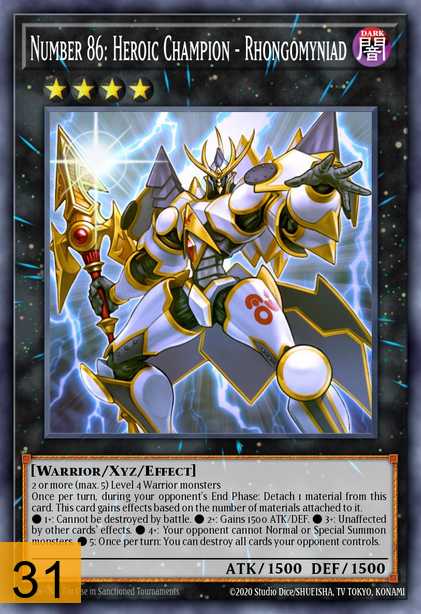 Number 86: Heroic Champion - Rhongomyniad
DARK
闇
[Warrior/Xyz/Effect]
2 or more (max. 5) Level 4 Warrior monsters
Once per turn, during your opponent's End Phase: Detach 1 material from this
card. This card gains effects based on the number of materials attached to it.
● 1+: Cannot be destroyed by battle. ● 2+: Gains 1500 ATK/DEF. ● 3+: Unaffected
by other cards' effects. ● 4+: Your opponent cannot Normal or Special Summon
monsters. ● 5: Once per turn: You can destroy all cards your opponent controls.
ATK / 1500 DEF / 1500
31
Use in Sanctioned Tournaments
©2020 Studio Dice/SHUEISHA, TV TOKYO, KONAMI